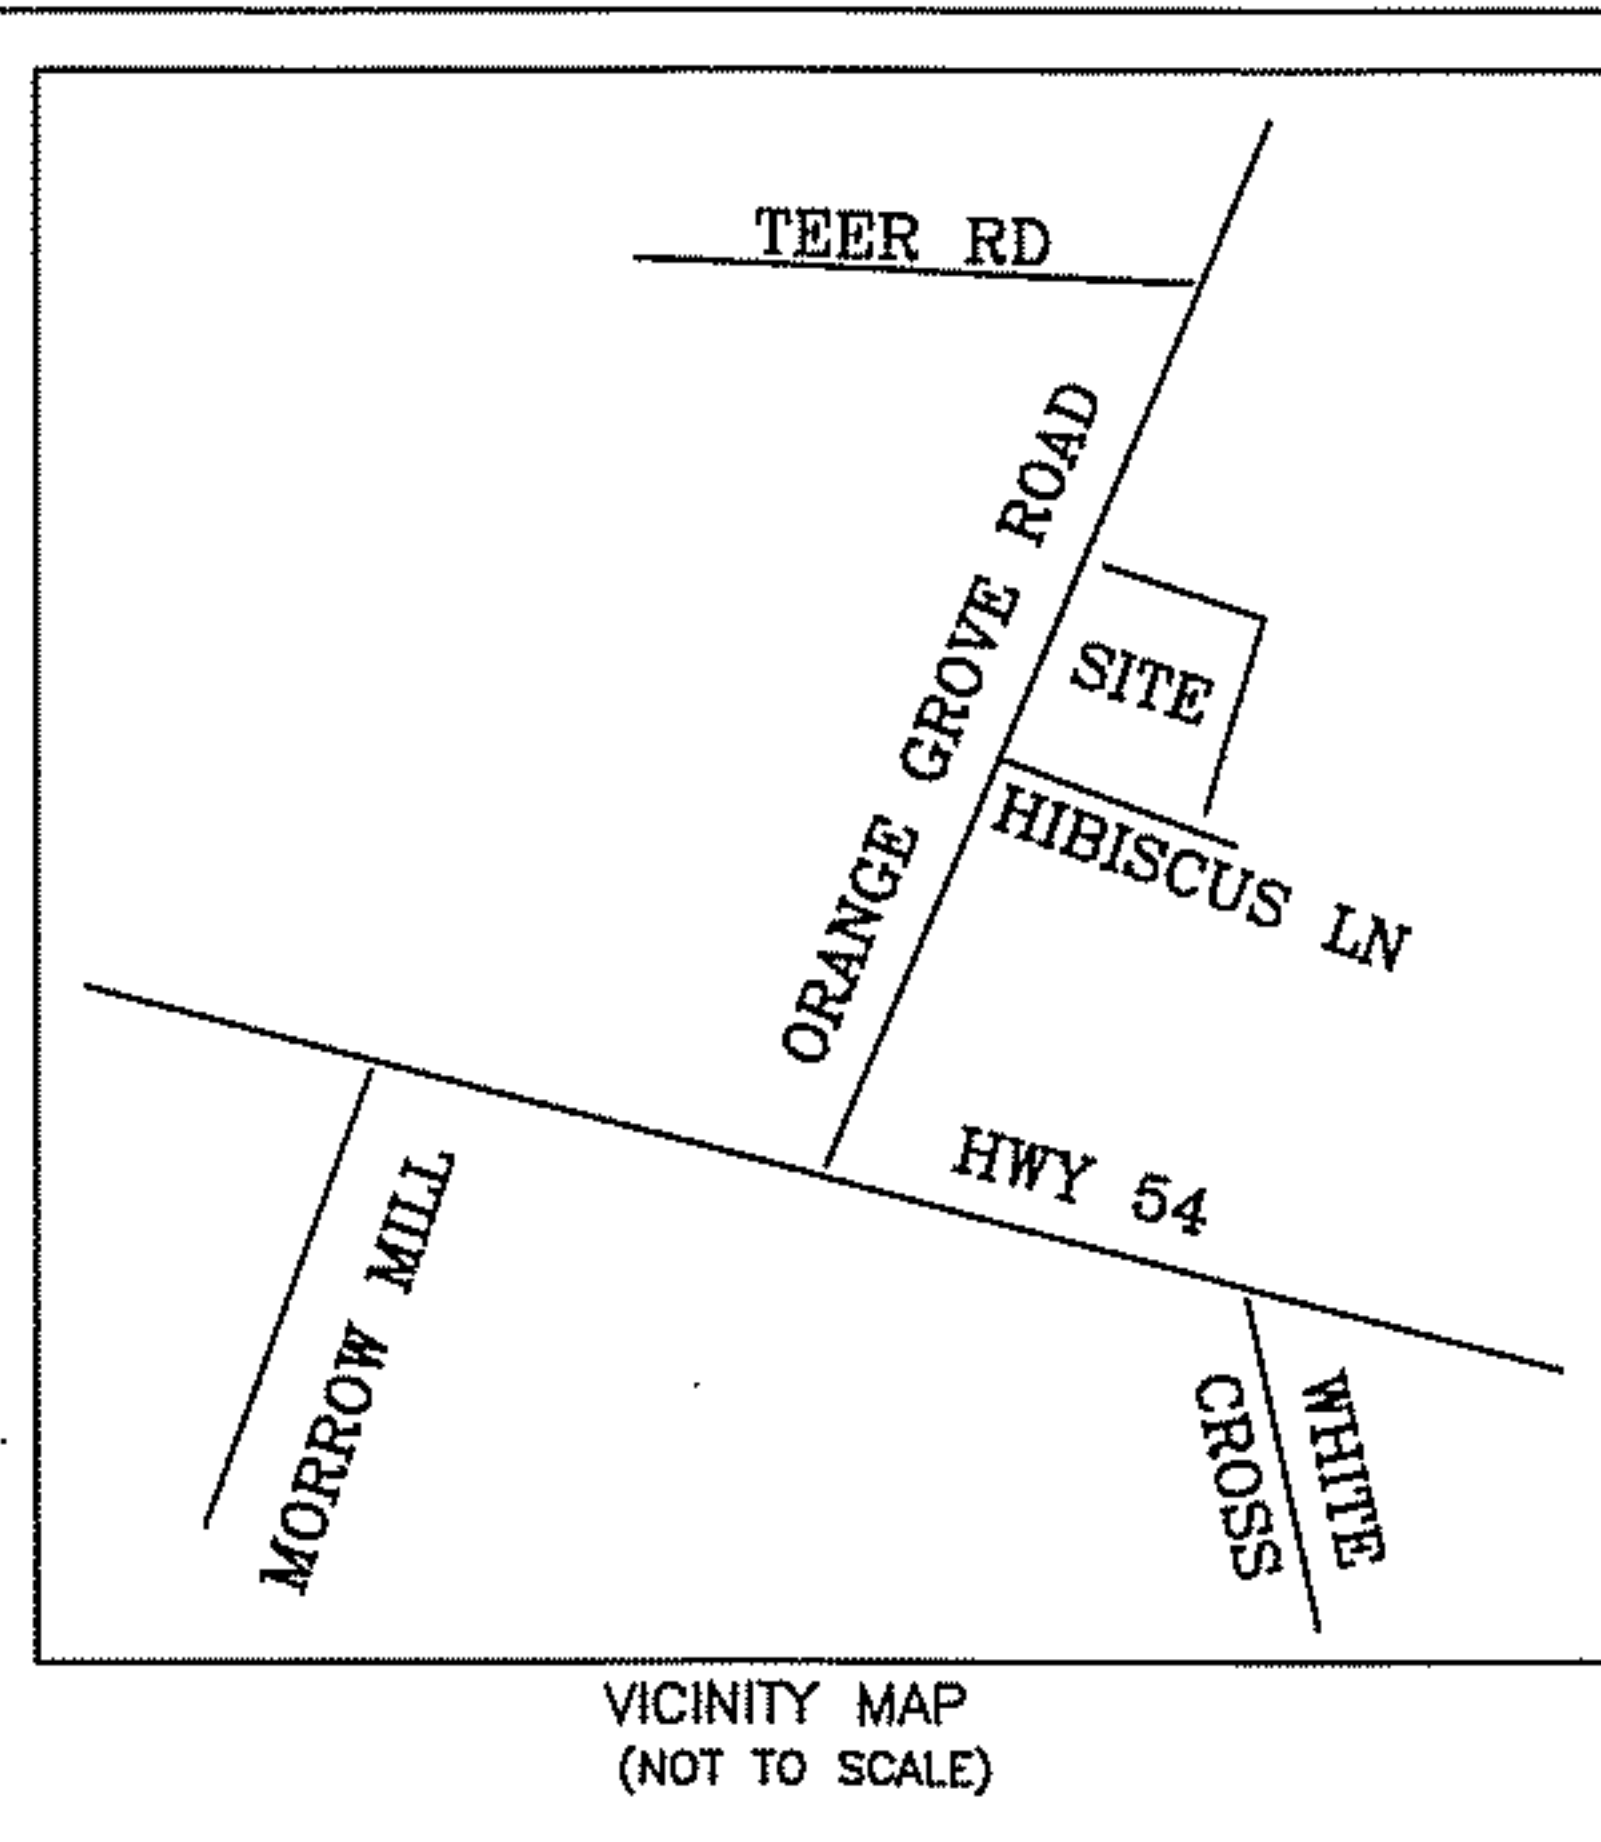 TEER RD
ORANGE GROVE ROAD
SITE
HIBISCUS LN
HWY 54
MORROW MILL
WHITE
CROSS
VICINITY MAP
(NOT TO SCALE)